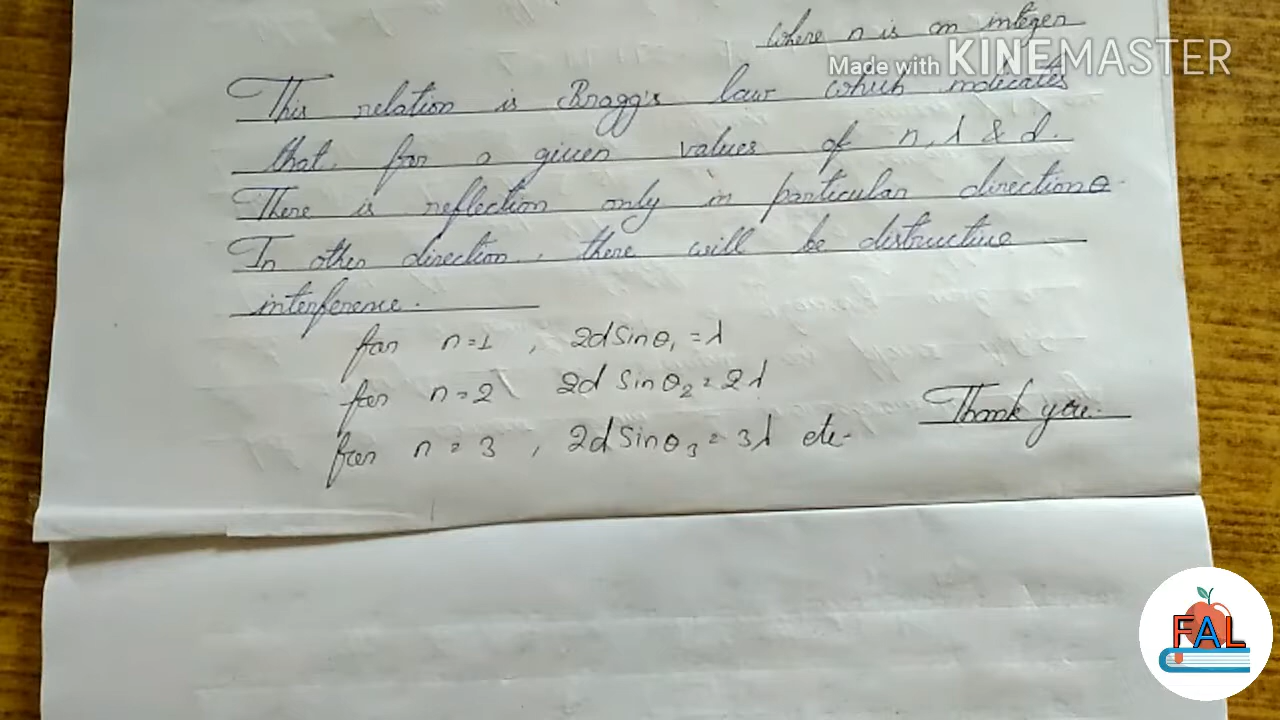 where n is an integer
Made with KINEMASTER
This relation is Bragg's law which indicates
that. for a given values of n, λ & d.
There is reflection only in particular direction θ.
In other direction, there will be distructive
interference.
for n=1 , 2d Sinθ₁ = λ
for n=2 2d Sinθ₂ = 2λ
for n=3 , 2d Sinθ₃ = 3λ etc.
Thank you.
FAL